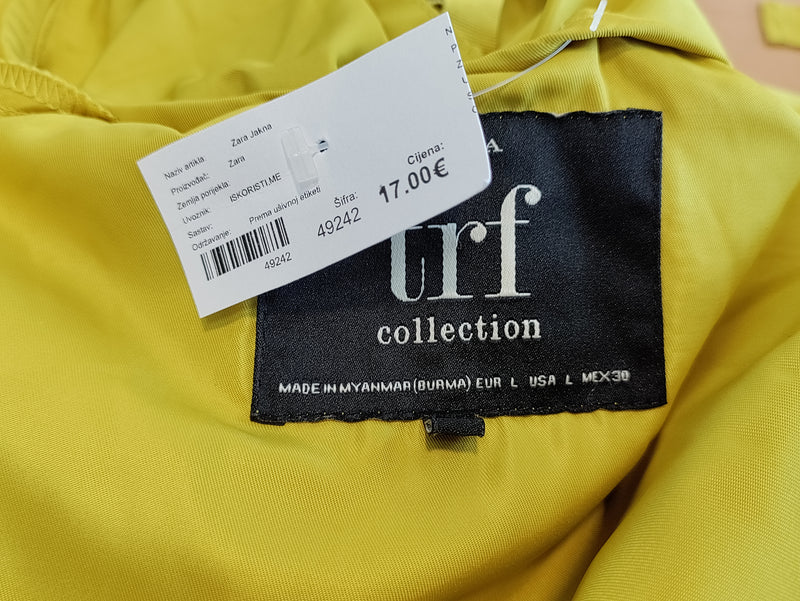 Naziv artikla: Zara Jakna
Proizvođač: Zara
Zemlja porijekla:
Uvoznik: ISKORISTI.ME
Sastav:
Održavanje: Prema ušivnoj etiketi
49242
Šifra:
49242
Cijena:
17.00€
N
P
Z
U
S
A
trf
collection
MADE IN MYANMAR (BURMA) EUR L USA L MEX30